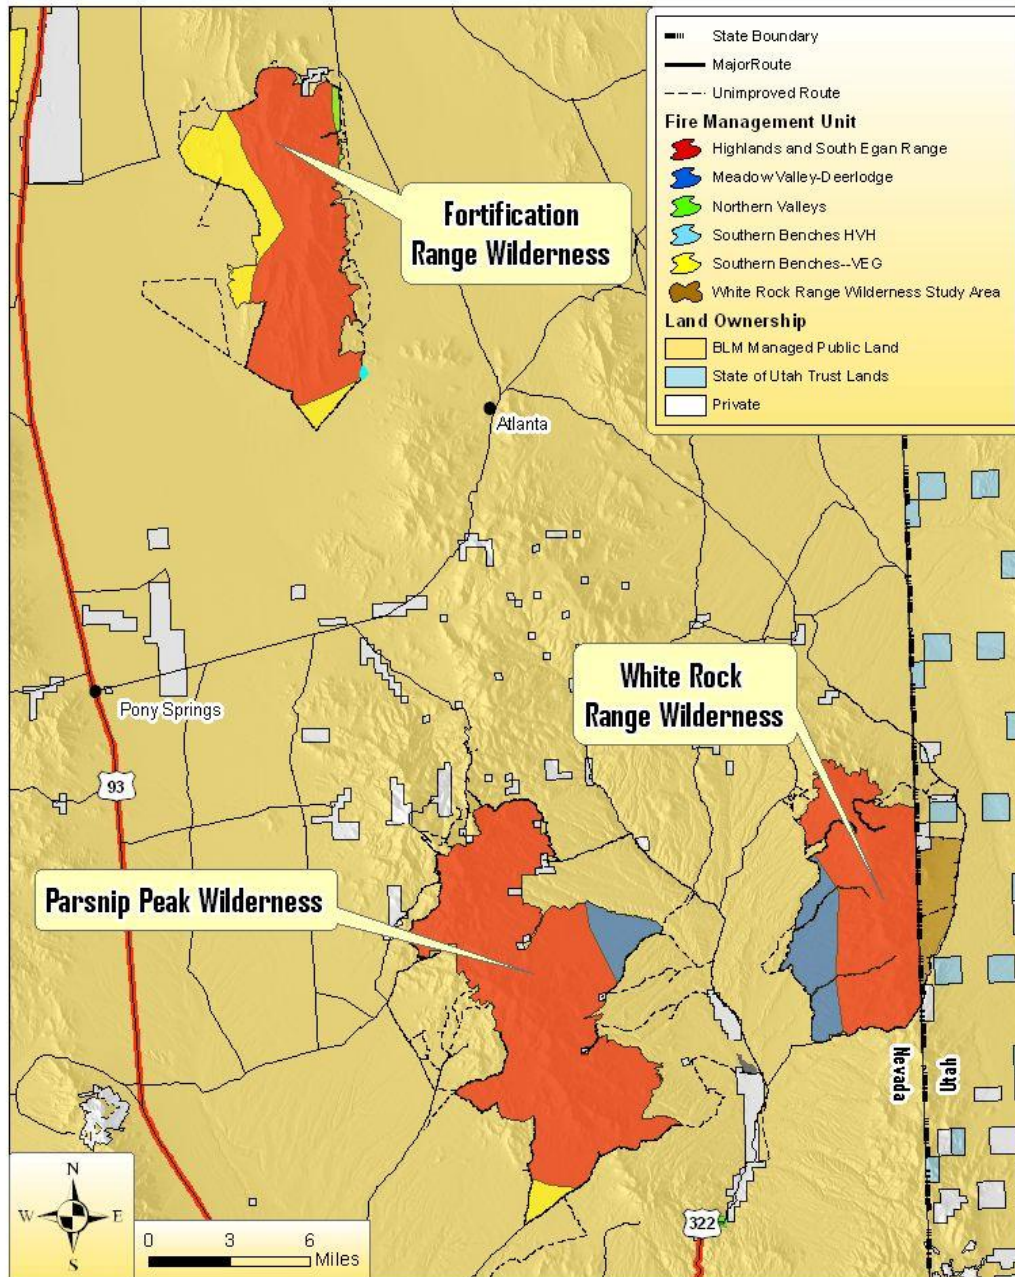 State Boundary
MajorRoute
Unimproved Route
Fire Management Unit
Highlands and South Egan Range
Meadow Valley-Deerlodge
Northern Valleys
Southern Benches HVH
Southern Benches--VEG
White Rock Range Wilderness Study Area
Land Ownership
BLM Managed Public Land
State of Utah Trust Lands
Private
Fortification
Range Wilderness
Atlanta
White Rock
Range Wilderness
Pony Springs
93
Parsnip Peak Wilderness
Nevada
Utah
N
W
E
S
0 3 6
Miles
322